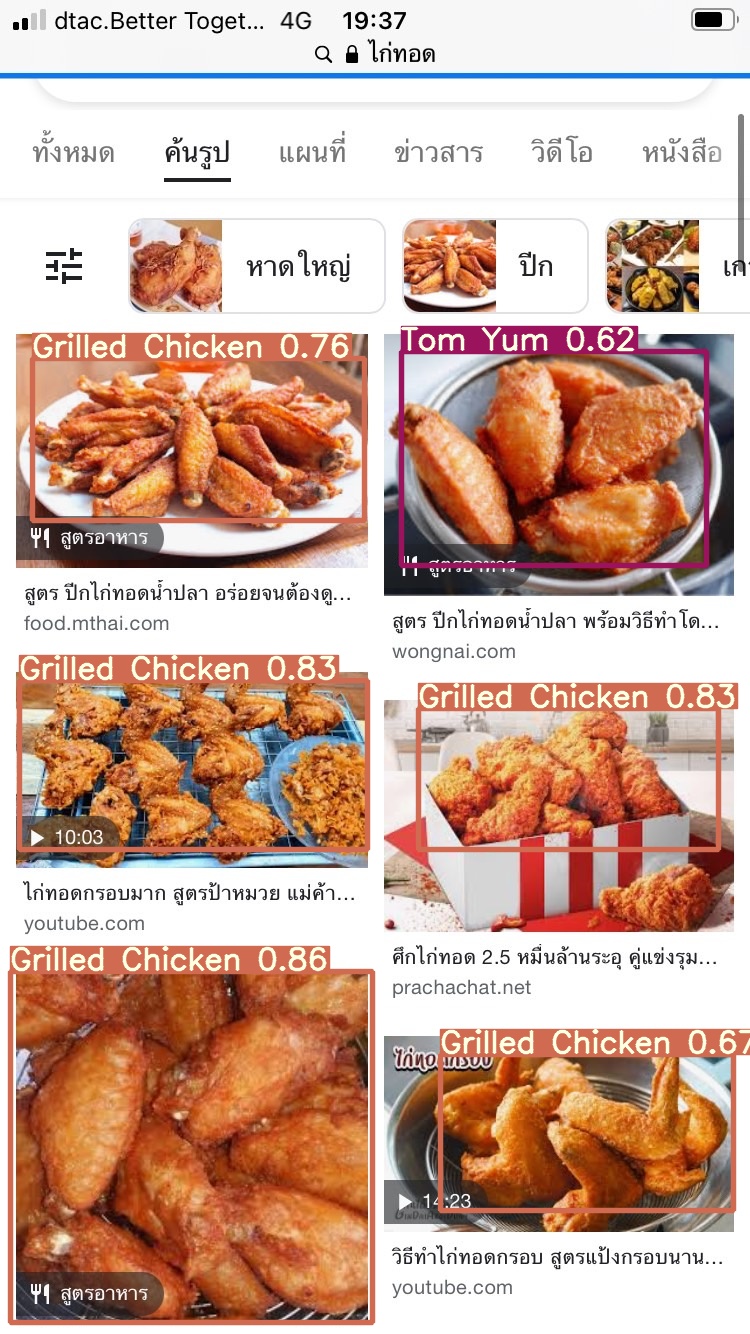 dtac.Better Toget... 4G 19:37
ไก่ทอด
ทั้งหมด ค้นรูป แผนที่ ข่าวสาร วิดีโอ หนังสือ
หาดใหญ่ ปีก
Grilled Chicken 0.76 Tom Yum 0.62
สูตรอาหาร สูตรอาหาร
สูตร ปีกไก่ทอดน้ำปลา อร่อยจนต้องดู...
food.mthai.com
สูตร ปีกไก่ทอดน้ำปลา พร้อมวิธีทำโด...
wongnai.com
Grilled Chicken 0.83
10:03
ไก่ทอดกรอบมาก สูตรป้าหมวย แม่ค้า...
youtube.com
Grilled Chicken 0.83
ศึกไก่ทอด 2.5 หมื่นล้านระอุ คู่แข่งรุม...
prachachat.net
Grilled Chicken 0.86
สูตรอาหาร
Grilled Chicken 0.67
14:23
วิธีทำไก่ทอดกรอบ สูตรแป้งกรอบนาน...
youtube.com